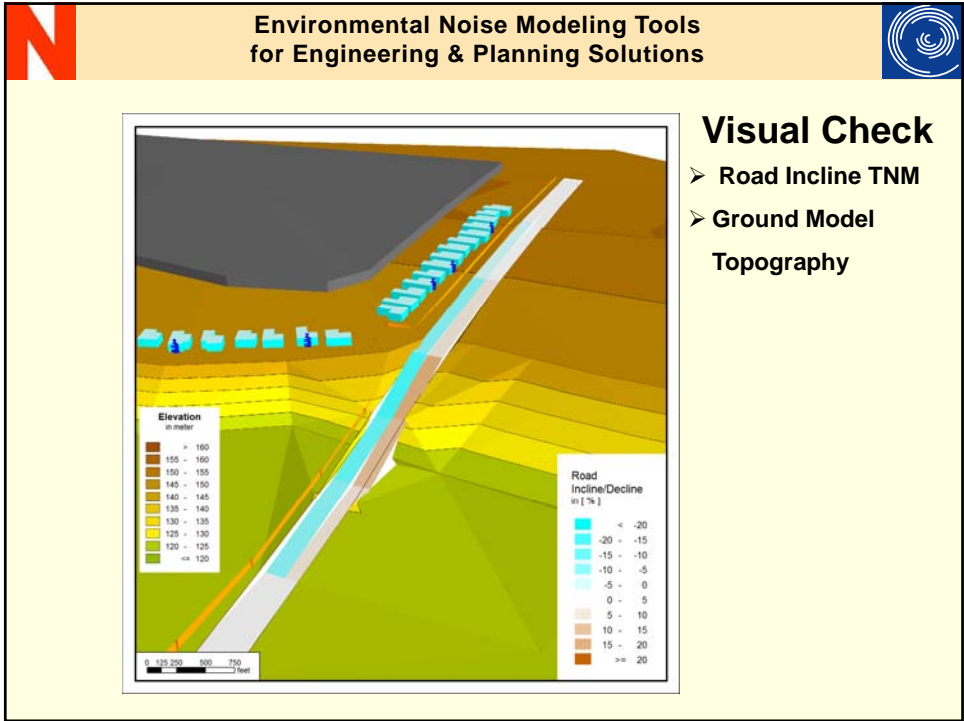 N
Environmental Noise Modeling Tools
for Engineering & Planning Solutions
Visual Check
➢ Road Incline TNM
➢ Ground Model
Topography
Elevation
in meter
> 160
155 - 160
150 - 155
145 - 150
140 - 145
135 - 140
130 - 135
125 - 130
120 - 125
<= 120
Road
Incline/Decline
in [ % ]
< -20
-20 - -15
-15 - -10
-10 - -5
-5 - 0
0 - 5
5 - 10
10 - 15
15 - 20
>= 20
0 125 250 500 750
feet